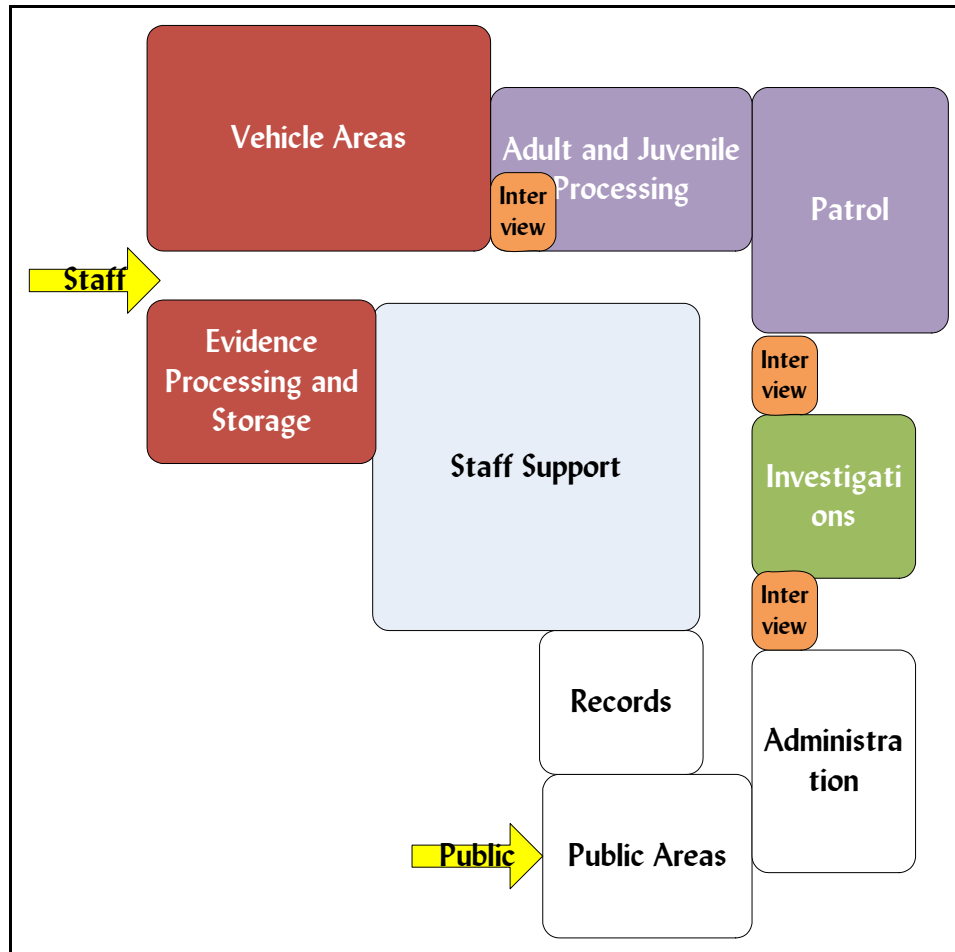 Vehicle Areas
Adult and Juvenile
Processing
Inter
view
Patrol
Staff
Evidence
Processing and
Storage
Staff Support
Inter
view
Investigati
ons
Inter
view
Records
Administra
tion
Public
Public Areas